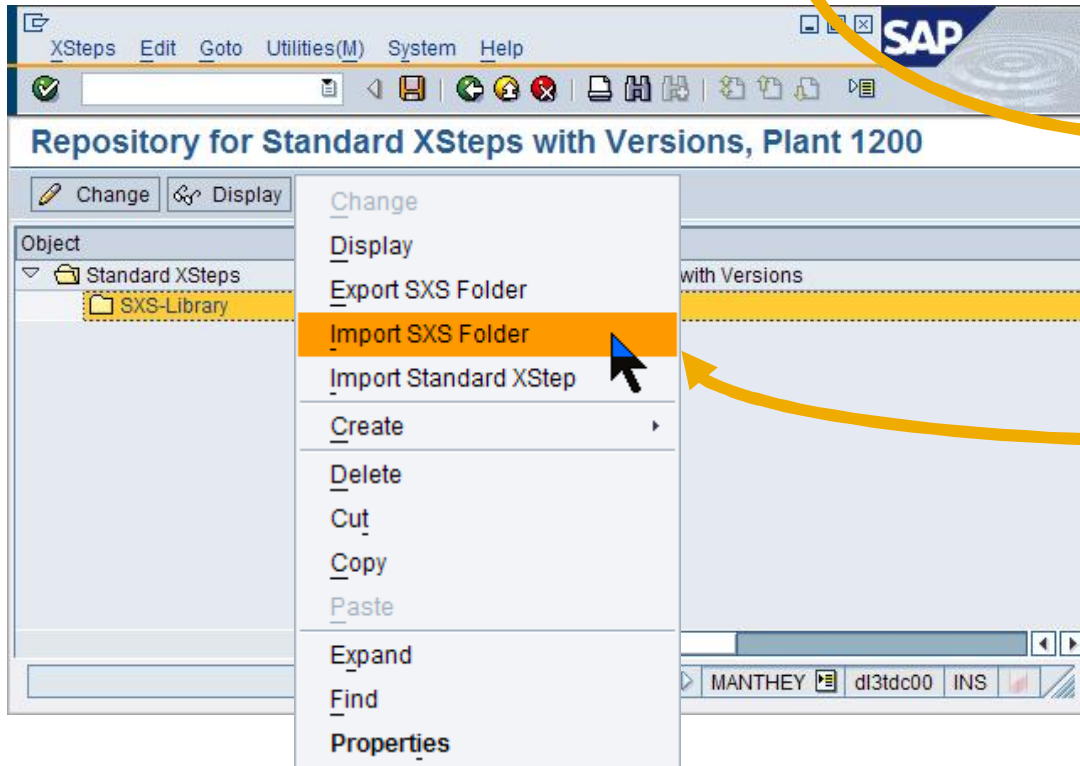 XSteps Edit Goto Utilities(M) System Help
SAP
Repository for Standard XSteps with Versions, Plant 1200
Change Display
Object
Standard XSteps with Versions
SXS-Library
Change
Display
Export SXS Folder
Import SXS Folder
Import Standard XStep
Create
Delete
Cut
Copy
Paste
Expand
Find
Properties
MANTHEY dl3tdc00 INS